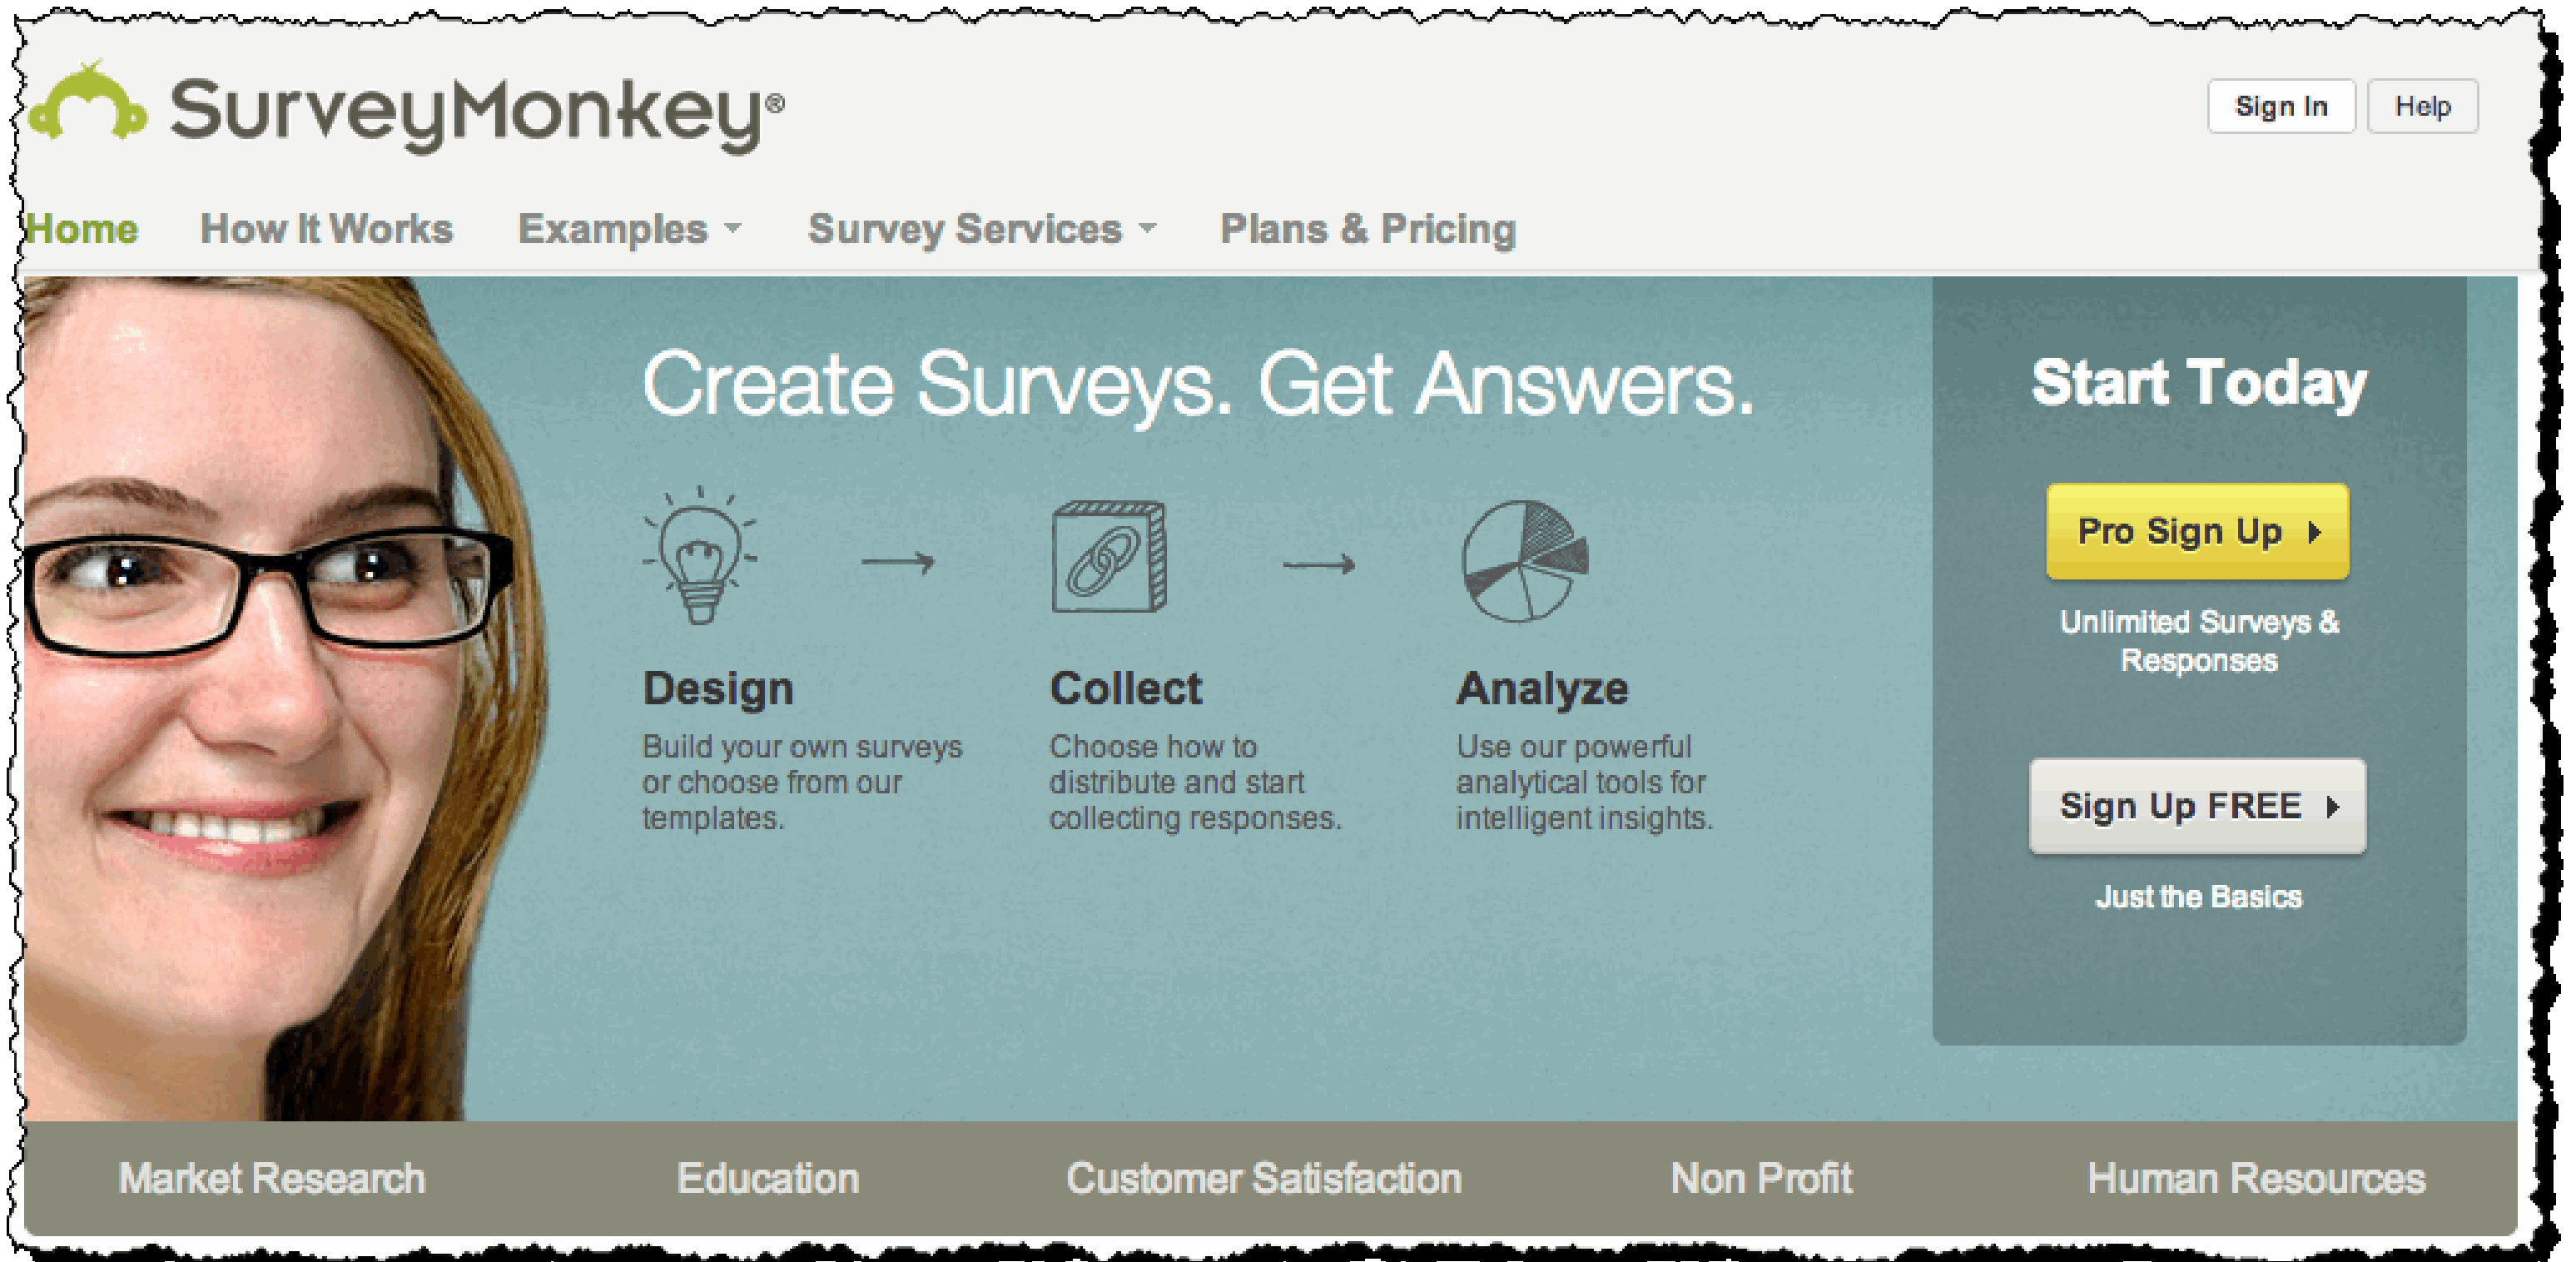 SurveyMonkey®
Sign In
Help
Home
How It Works
Examples
Survey Services
Plans & Pricing
Create Surveys. Get Answers.
Design
Build your own surveys
or choose from our
templates.
Collect
Choose how to
distribute and start
collecting responses.
Analyze
Use our powerful
analytical tools for
intelligent insights.
Start Today
Pro Sign Up
Unlimited Surveys &
Responses
Sign Up FREE
Just the Basics
Market Research
Education
Customer Satisfaction
Non Profit
Human Resources